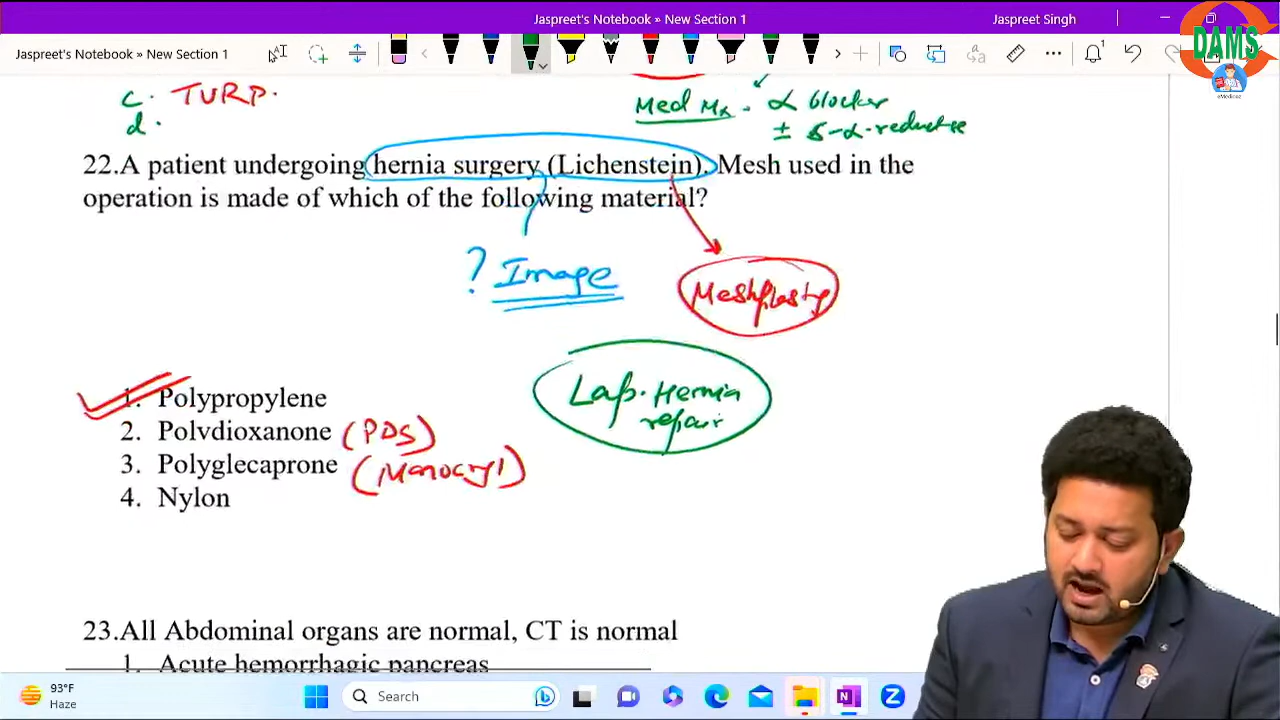 Jaspreet's Notebook » New Section 1
Jaspreet Singh
Jaspreet's Notebook » New Section 1
DAMS
eMedicoz
c. TURP.
d.
Med Mx - α blocker
± 5-α-reductse
22.A patient undergoing hernia surgery (Lichenstein). Mesh used in the
operation is made of which of the following material?
? Image
Meshplasty
Lap. Hernia
repair
1. Polypropylene
2. Polvdioxanone (PDS)
3. Polyglecaprone (Monocryl)
4. Nylon
23.All Abdominal organs are normal, CT is normal
1. Acute hemorrhagic pancreas
93°F
Haze
Search